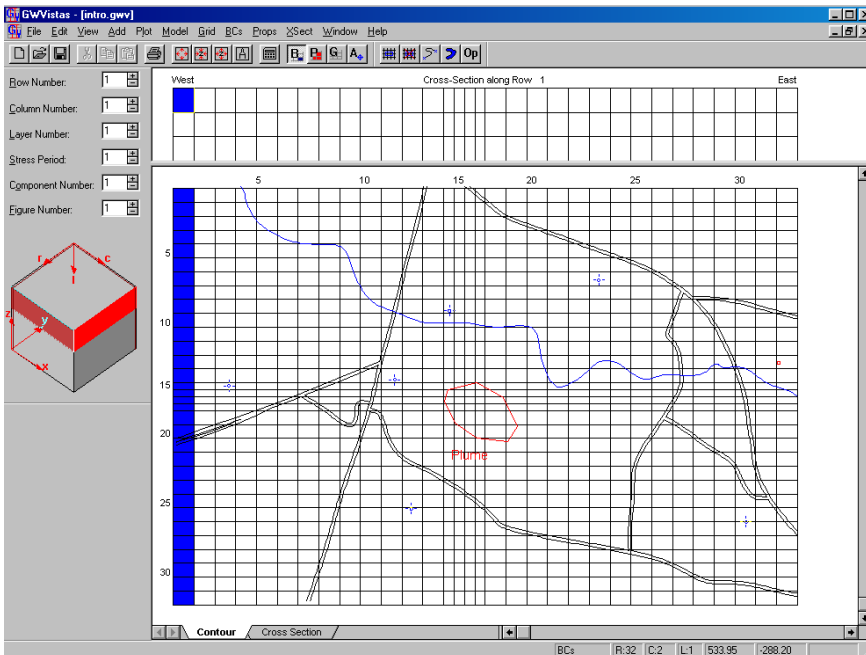 GWVistas - [intro.gwv]
File Edit View Add Plot Model Grid BCs Props XSect Window Help
B G A Op
Row Number: 1
Column Number: 1
Layer Number: 1
Stress Period: 1
Component Number: 1
Figure Number: 1
r c l z y x
West Cross-Section along Row 1 East
5 10 15 20 25 30
5
10
15
20
25
30
Plume
Contour Cross Section
BCs R:32 C:2 L:1 533.95 -288.20